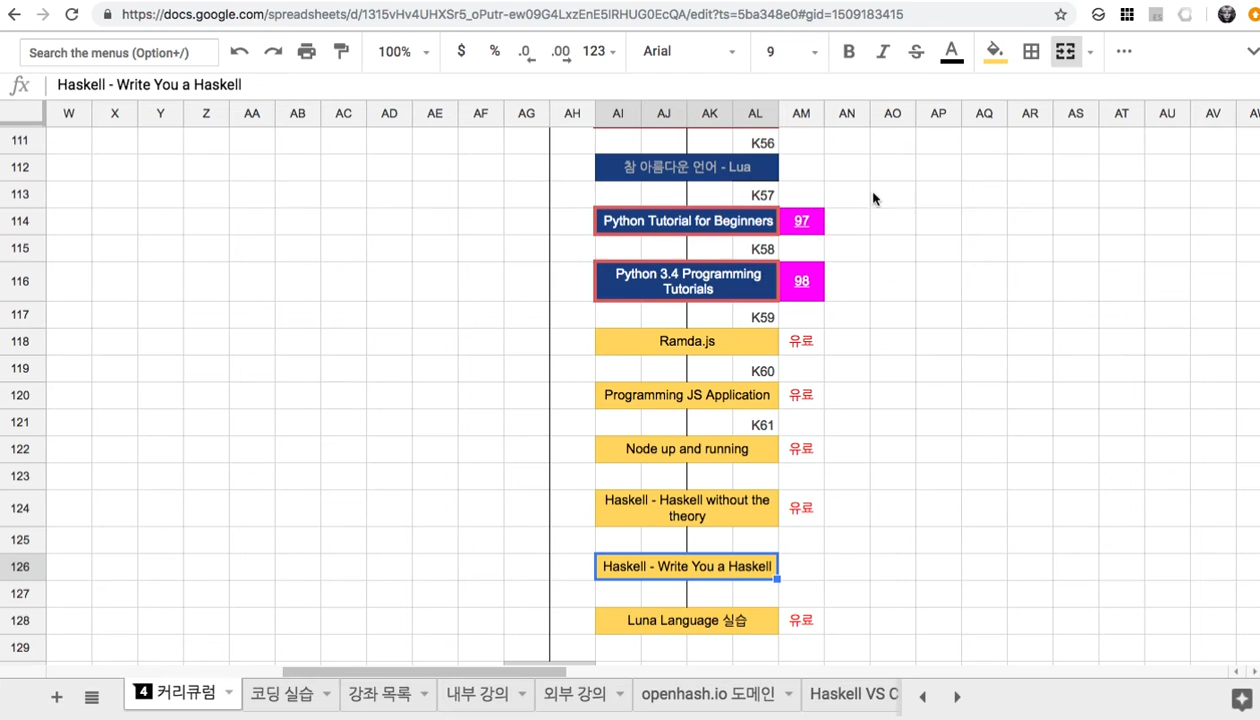 https://docs.google.com/spreadsheets/d/1315vHv4UHXSr5_oPutr-ew09G4LxzEnE5lRHUG0EcQA/edit?ts=5ba348e0#gid=1509183415
Search the menus (Option+/) 100% $ % .0 .00 123 Arial 9 B I S A
fx Haskell - Write You a Haskell
W X Y Z AA AB AC AD AE AF AG AH AI AJ AK AL AM AN AO AP AQ AR AS AT AU AV
111 K56
112 참 아름다운 언어 - Lua
113 K57
114 Python Tutorial for Beginners 97
115 K58
116 Python 3.4 Programming Tutorials 98
117 K59
118 Ramda.js 유료
119 K60
120 Programming JS Application 유료
121 K61
122 Node up and running 유료
123
124 Haskell - Haskell without the theory 유료
125
126 Haskell - Write You a Haskell
127
128 Luna Language 실습 유료
129
4 커리큐럼 코딩 실습 강좌 목록 내부 강의 외부 강의 openhash.io 도메인 Haskell VS C